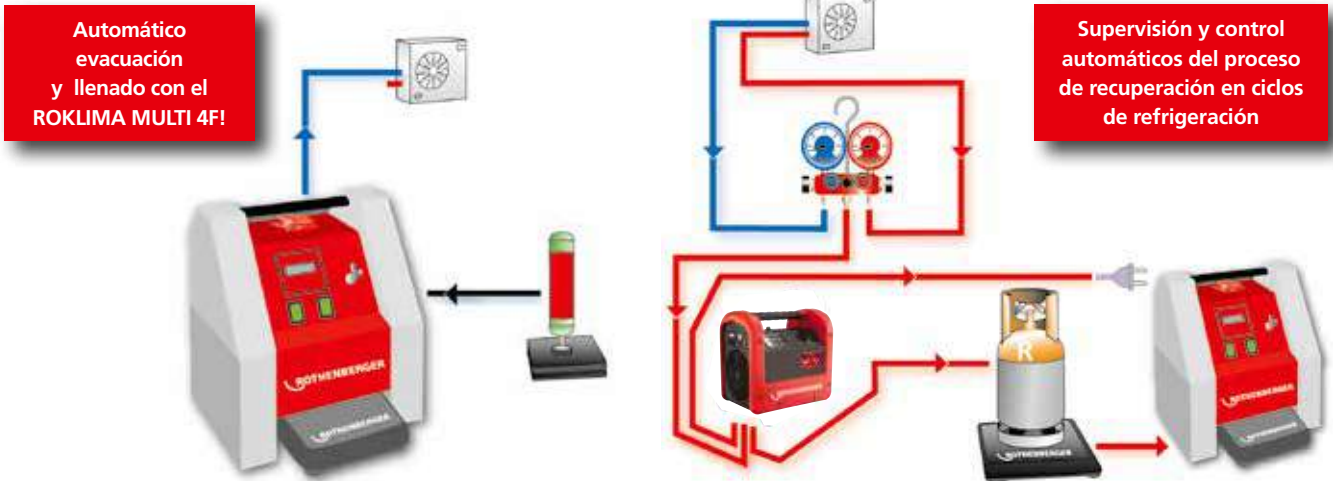 Automático
evacuación
y llenado con el
ROKLIMA MULTI 4F!
Supervisión y control
automáticos del proceso
de recuperación en ciclos
de refrigeración
ROTHENBERGER
ROTHENBERGER
R
ROTHENBERGER
ROTHENBERGER
ROTHENBERGER